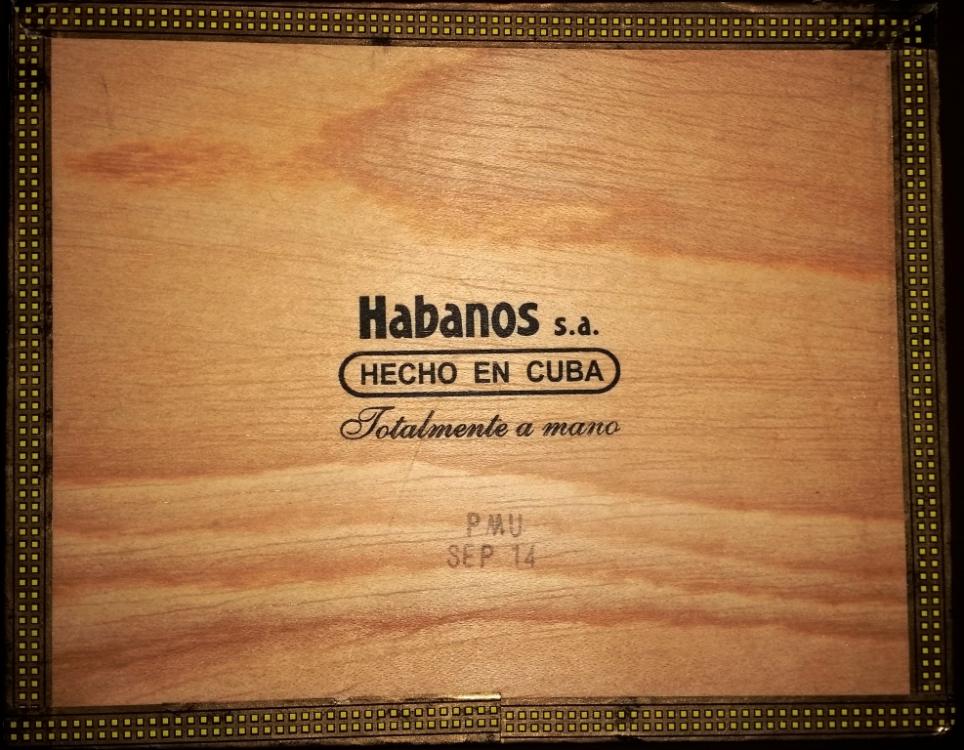 Habanos s.a.
HECHO EN CUBA
Totalmente a mano
PMU
SEP 14